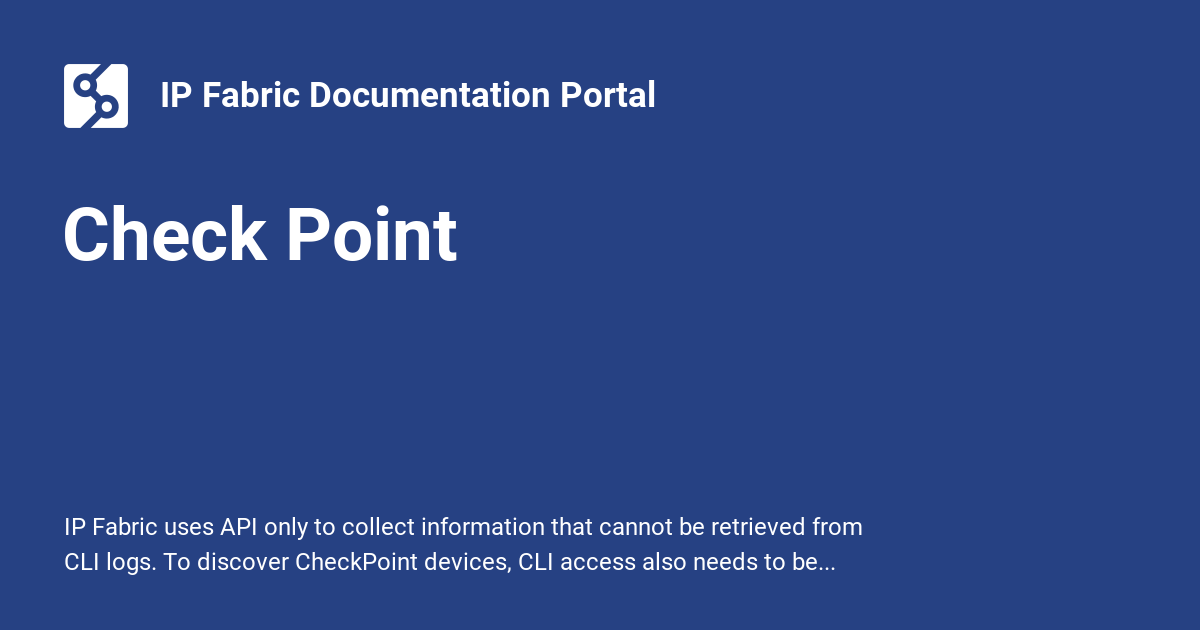 IP Fabric Documentation Portal
Check Point
IP Fabric uses API only to collect information that cannot be retrieved from
CLI logs. To discover CheckPoint devices, CLI access also needs to be...